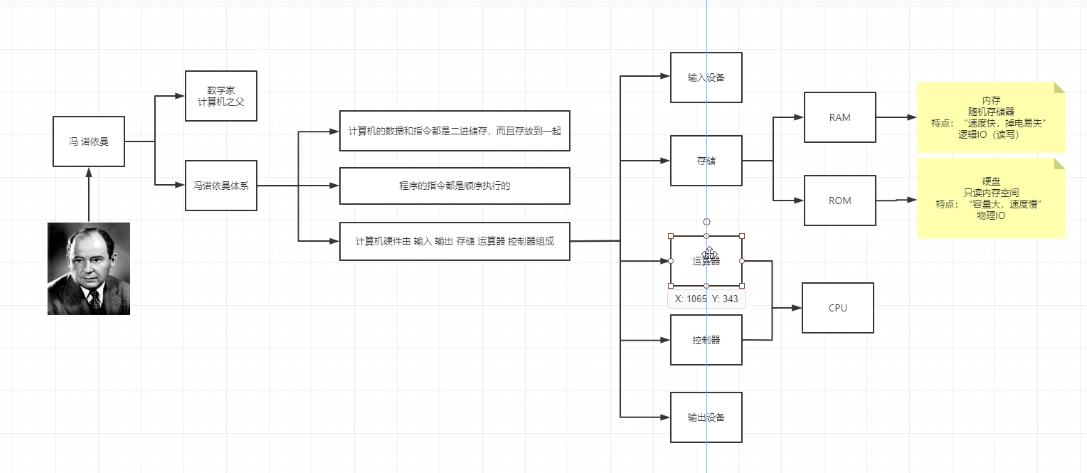 冯 诺依曼
数学家
计算机之父
冯诺依曼体系
计算机的数据和指令都是二进储存，而且存放到一起
程序的指令都是顺序执行的
计算机硬件由 输入 输出 存储 运算器 控制器组成
输入设备
存储
运算器
X: 1065 Y: 343
控制器
输出设备
RAM
ROM
CPU
内存
随机存储器
特点：“速度快，掉电易失”
逻辑IO（读写）
硬盘
只读内存空间
特点：“容量大，速度慢”
物理IO